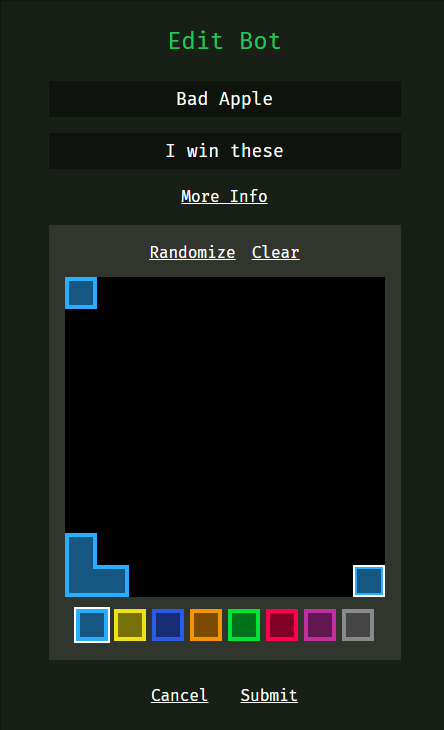 Edit Bot
Bad Apple
I win these
More Info
Randomize Clear
Cancel Submit